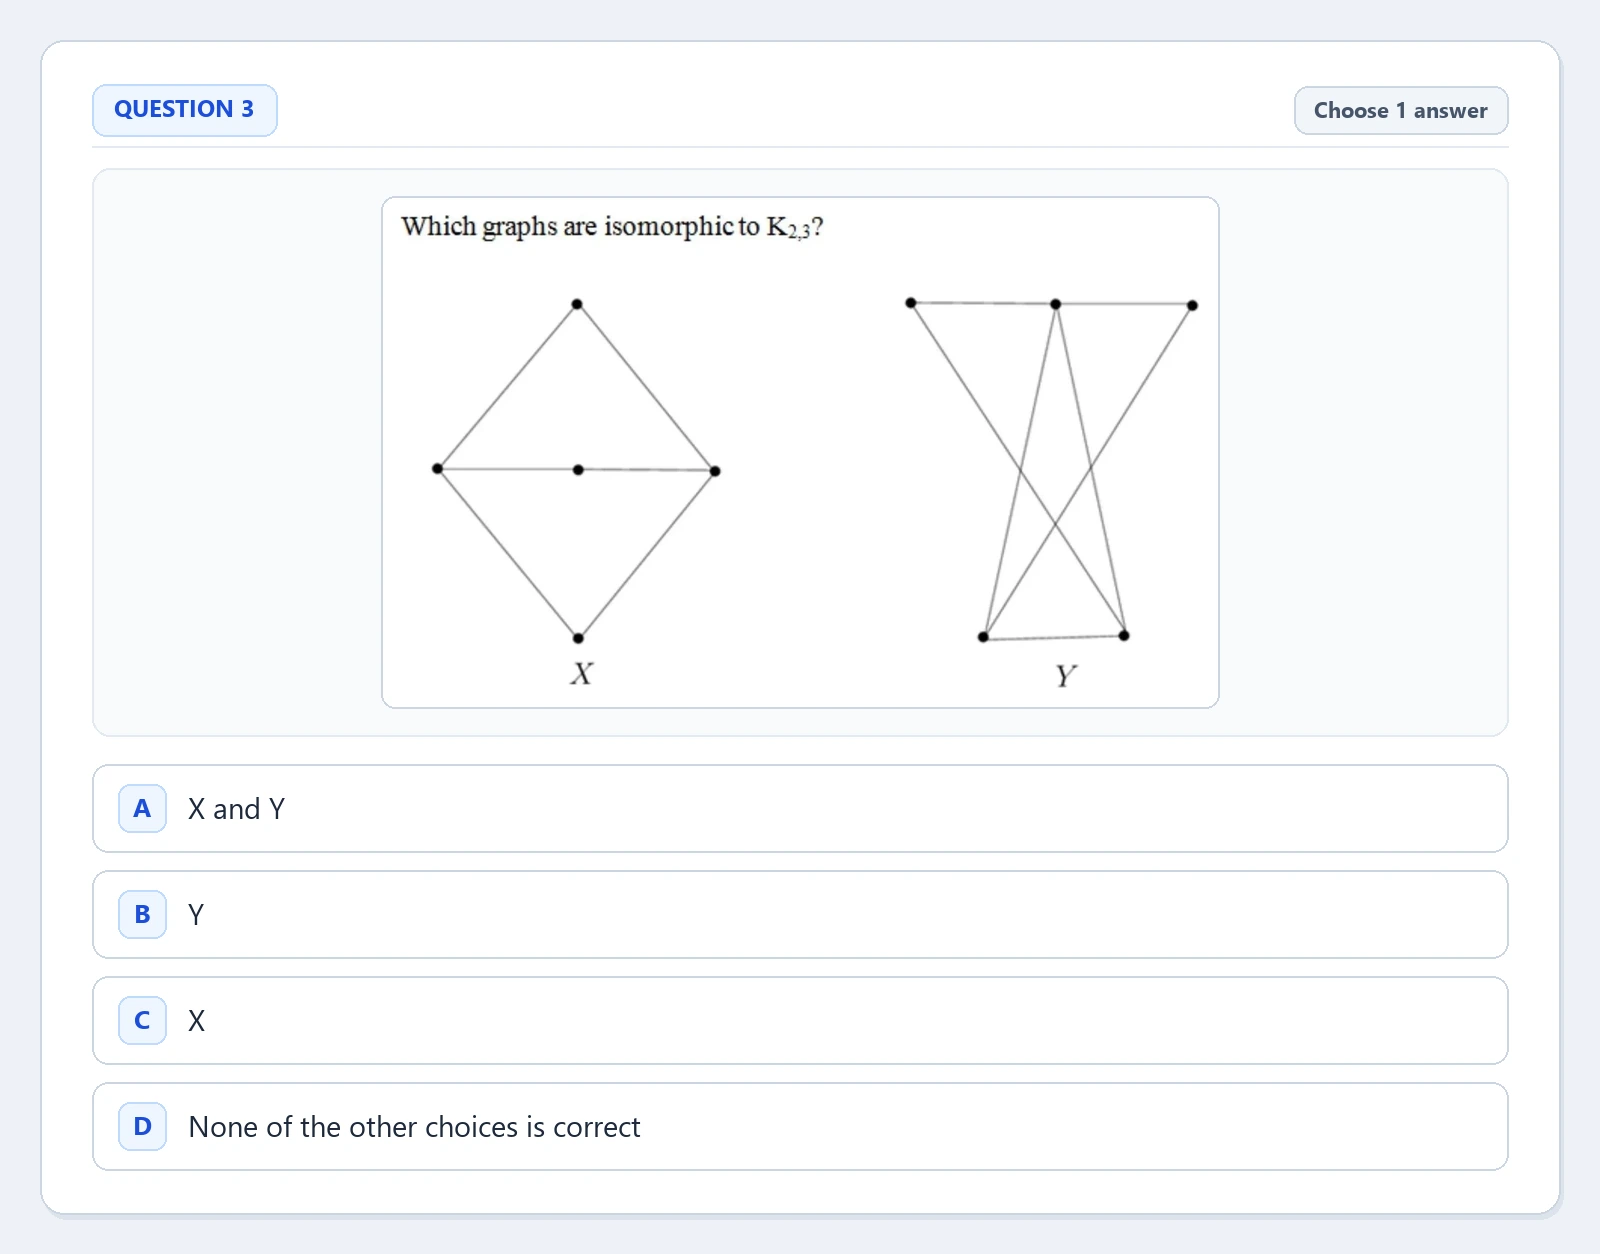 QUESTION 3
Choose 1 answer
Which graphs are isomorphic to K2,3?
X
Y
A X and Y
B Y
C X
D None of the other choices is correct